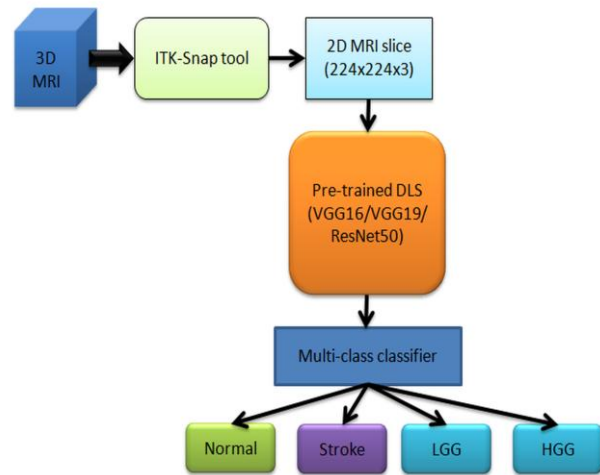 3D
MRI
ITK-Snap tool
2D MRI slice
(224x224x3)
Pre-trained DLS
(VGG16/VGG19/
ResNet50)
Multi-class classifier
Normal
Stroke
LGG
HGG